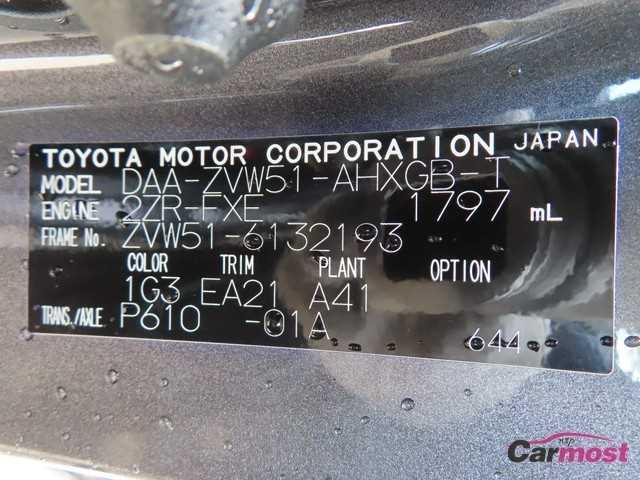 TOYOTA MOTOR CORPORATION JAPAN
MODEL DAA-ZVW51-AHXGB-T
ENGINE 2ZR-FXE 1797 mL
FRAME No. ZVW51-6132193
COLOR TRIM PLANT OPTION
1G3 EA21 A41
TRANS./AXLE P610 -01A
644
Carmost